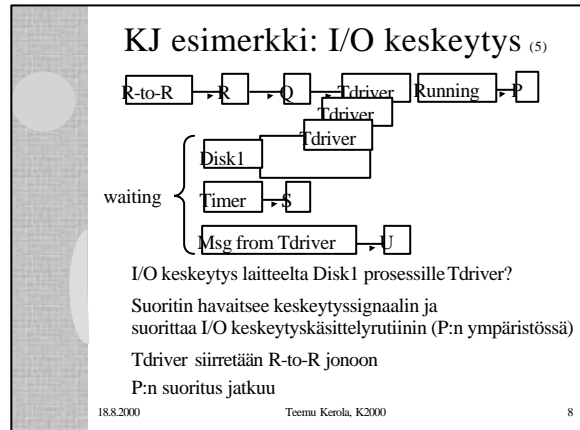 KJ esimerkki: I/O keskeytys (5)
R-to-R R Q Tdriver Running P
Tdriver
Tdriver
Disk1
waiting
Timer S
Msg from Tdriver U
I/O keskeytys laitteelta Disk1 prosessille Tdriver?
Suoritin havaitsee keskeytyssignaalin ja
suorittaa I/O keskeytyskäsittelyrutiinin (P:n ympäristössä)
Tdriver siirretään R-to-R jonoon
P:n suoritus jatkuu
18.8.2000 Teemu Kerola, K2000 8